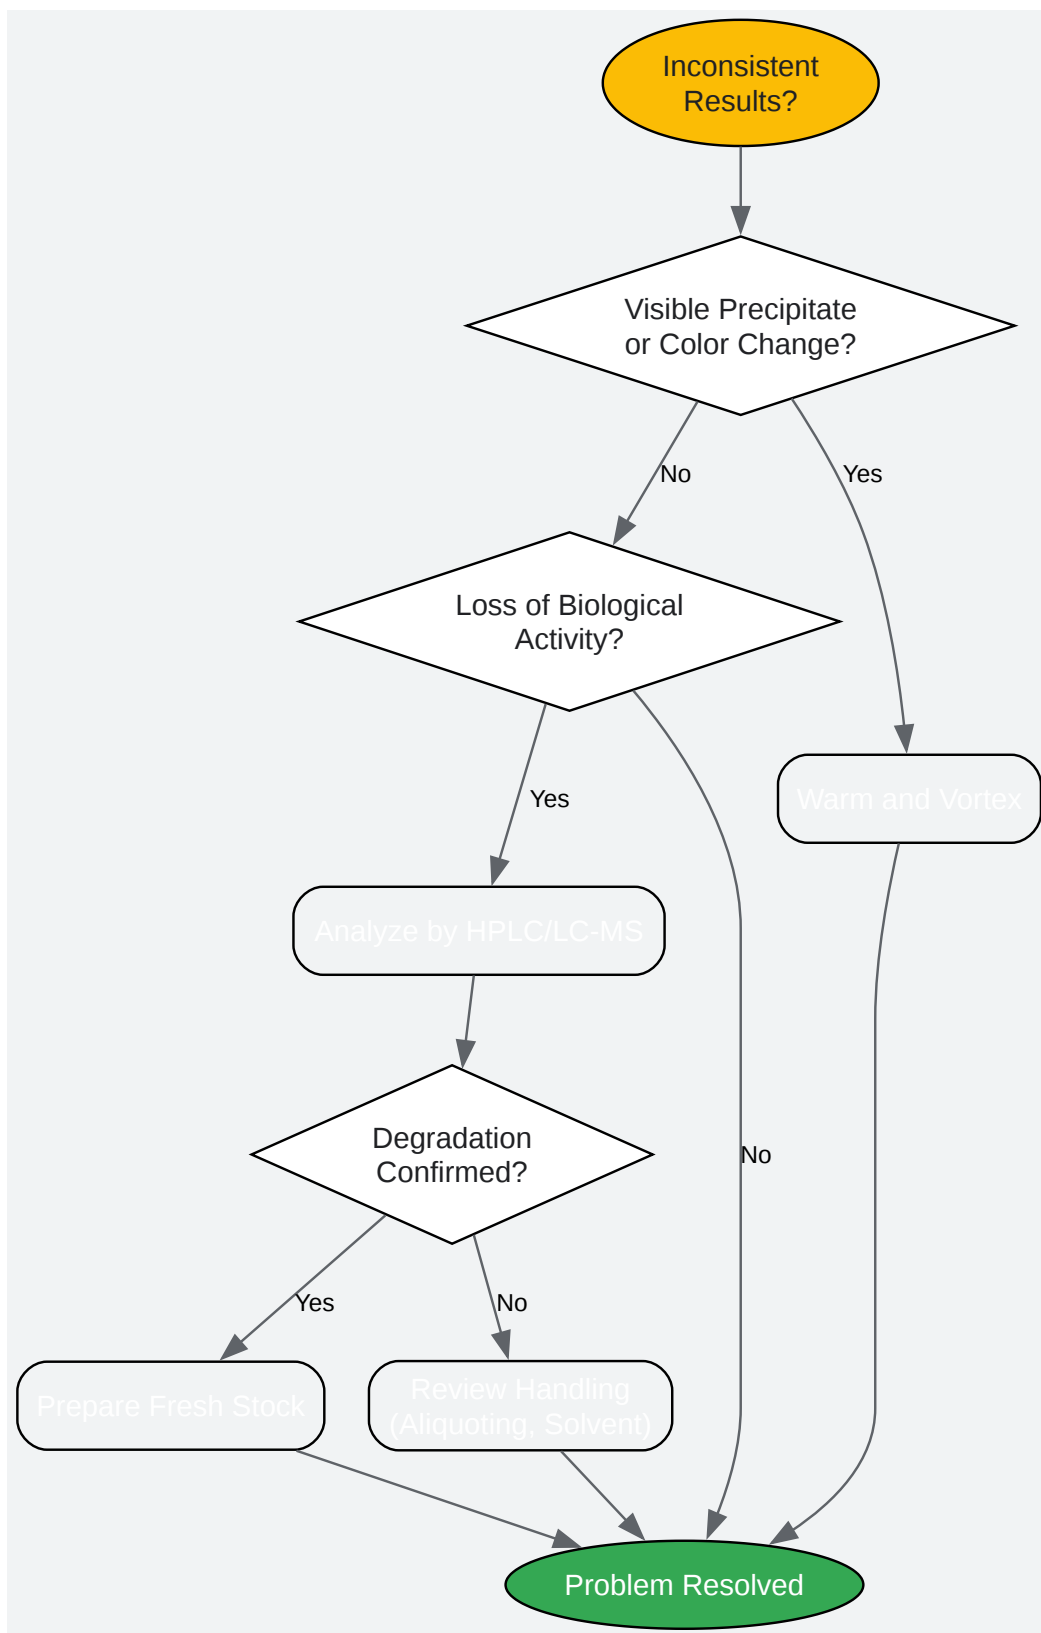 Inconsistent
Results?
Visible Precipitate
or Color Change?
No
Yes
Loss of Biological
Activity?
Yes
Warm and Vortex
Analyze by HPLC/LC-MS
Degradation
Confirmed?
No
Yes
No
Prepare Fresh Stock
Review Handling
(Aliquoting, Solvent)
Problem Resolved